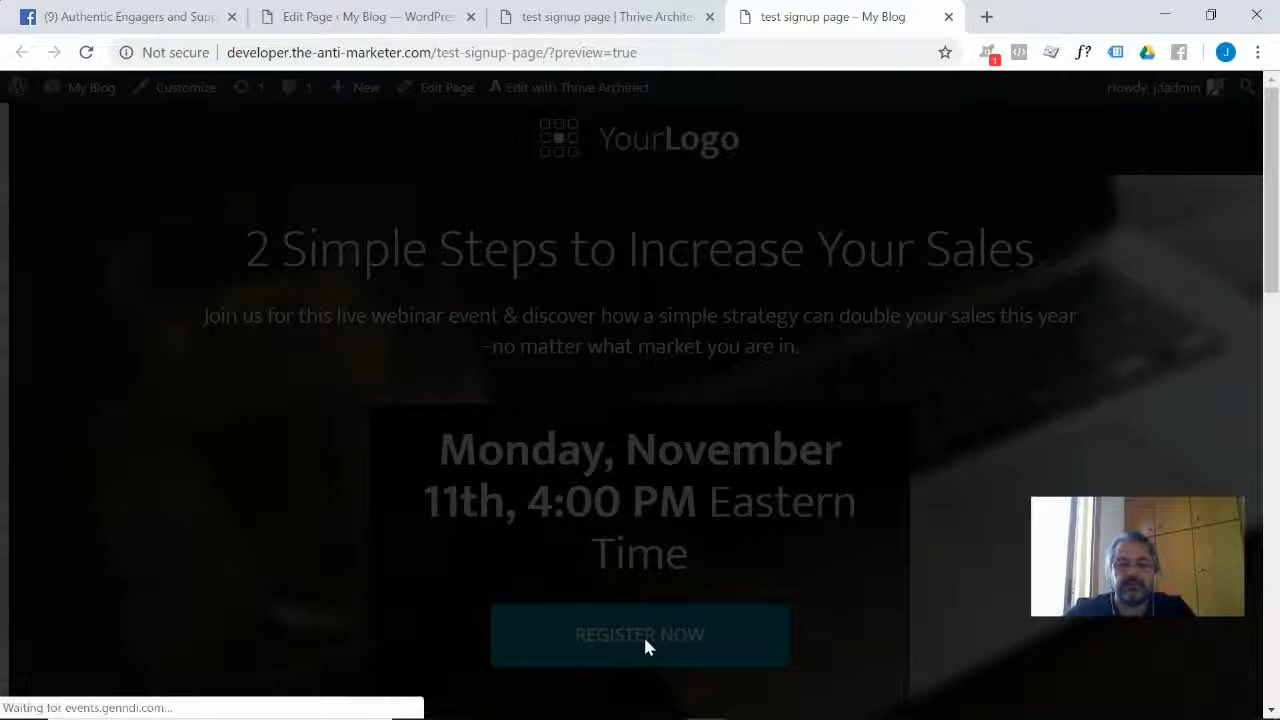 (9) Authentic Engagers and Supp
Edit Page ‹ My Blog — WordPres
test signup page | Thrive Archite
test signup page – My Blog
Not secure
developer.the-anti-marketer.com/test-signup-page/?preview=true
f?
1
J
My Blog
Customize
1
1
New
Edit Page
Edit with Thrive Architect
Howdy, jdadmin
YourLogo
2 Simple Steps to Increase Your Sales
Join us for this live webinar event & discover how a simple strategy can double your sales this year
–no matter what market you are in.
Monday, November
11th, 4:00 PM Eastern
Time
REGISTER NOW
Waiting for events.genndi.com...